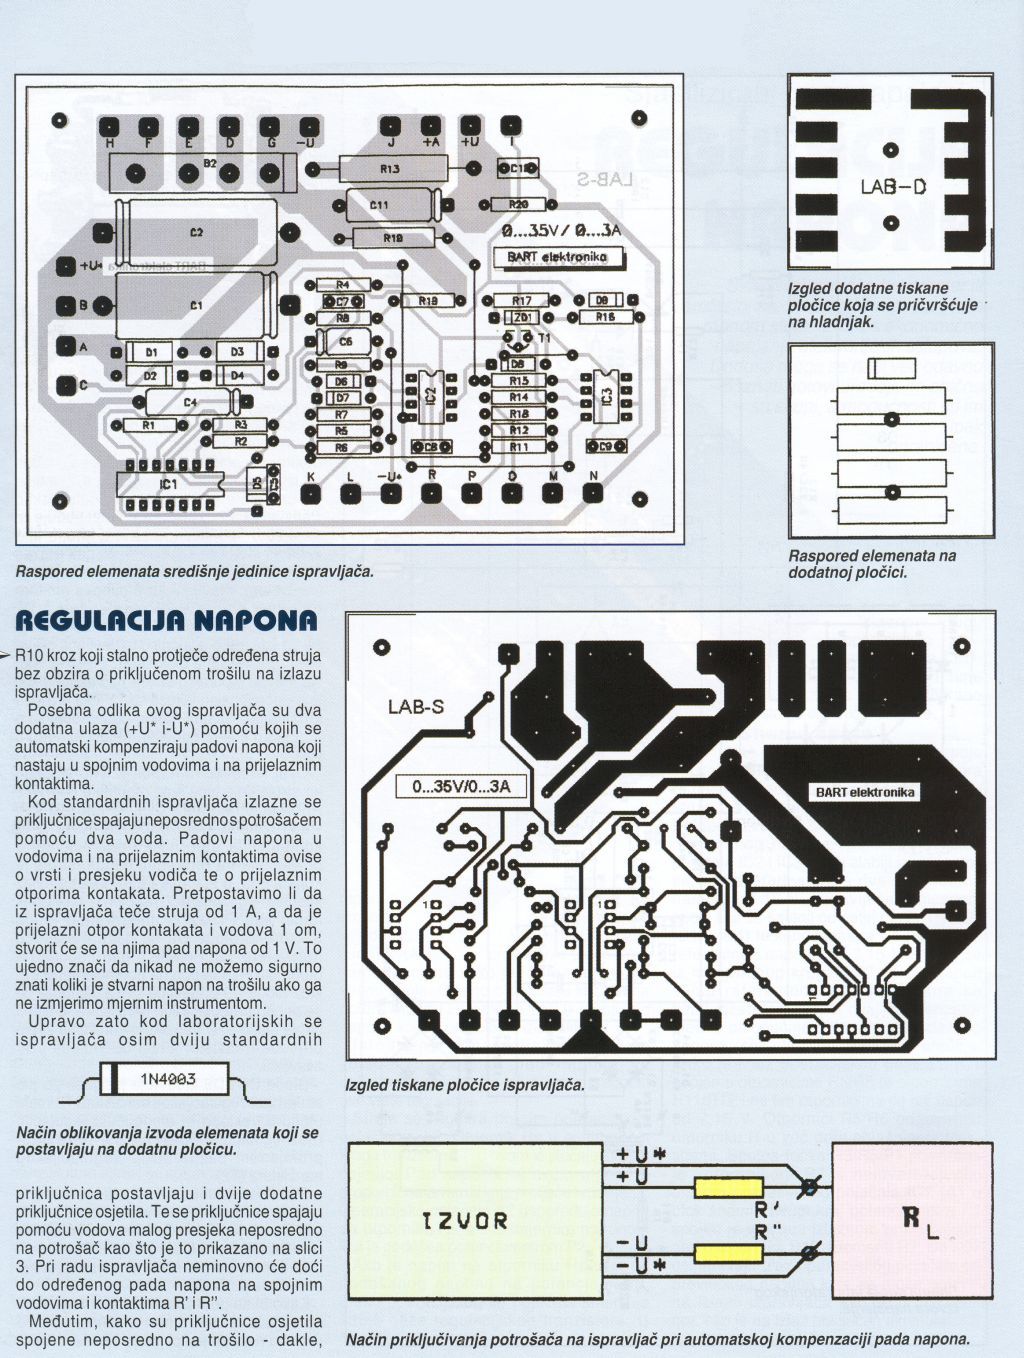 H F E D G -U J +A +U I
B2
R13
C11
R20
C2
R10
0...35V/ 0...3A
BART elektronika
LAB-S
+U*
B
A
C
C1
R4
C7
R8
R19
R17
D9
ZD1
R16
T1
D1
D3
C6
R9
D8
D2
D4
D6
IC2
R15
IC3
C4
D7
R14
R7
R18
R1
R3
R5
R12
R2
R6
C8
R11
C9
IC1
D5
K L -U* R P O M N
LAB-D
Izgled dodatne tiskane
pločice koja se pričvršćuje
na hladnjak.
Raspored elemenata na
dodatnoj pločici.
Raspored elemenata središnje jedinice ispravljača.
REGULACIJA NAPONA
R10 kroz koji stalno protječe određena struja
bez obzira o priključenom trošilu na izlazu
ispravljača.
Posebna odlika ovog ispravljača su dva
dodatna ulaza (+U* i-U*) pomoću kojih se
automatski kompenziraju padovi napona koji
nastaju u spojnim vodovima i na prijelaznim
kontaktima.
Kod standardnih ispravljača izlazne se
priključnice spajaju neposredno s potrošačem
pomoću dva voda. Padovi napona u
vodovima i na prijelaznim kontaktima ovise
o vrsti i presjeku vodiča te o prijelaznim
otporima kontakata. Pretpostavimo li da
iz ispravljača teče struja od 1 A, a da je
prijelazni otpor kontakata i vodova 1 om,
stvorit će se na njima pad napona od 1 V. To
ujedno znači da nikad ne možemo sigurno
znati koliki je stvarni napon na trošilu ako ga
ne izmjerimo mjernim instrumentom.
Upravo zato kod laboratorijskih se
ispravljača osim dviju standardnih
1N4003
Način oblikovanja izvoda elemenata koji se
postavljaju na dodatnu pločicu.
priključnica postavljaju i dvije dodatne
priključnice osjetila. Te se priključnice spajaju
pomoću vodova malog presjeka neposredno
na potrošač kao što je to prikazano na slici
3. Pri radu ispravljača neminovno će doći
do određenog pada napona na spojnim
vodovima i kontaktima R' i R".
Međutim, kako su priključnice osjetila
spojene neposredno na trošilo - dakle,
LAB-S
0...35V/0...3A
BART elektronika
1
1
1
Izgled tiskane pločice ispravljača.
IZVOR
+U*
+U
R'
R"
-U
-U*
RL
Način priključivanja potrošača na ispravljač pri automatskoj kompenzaciji pada napona.